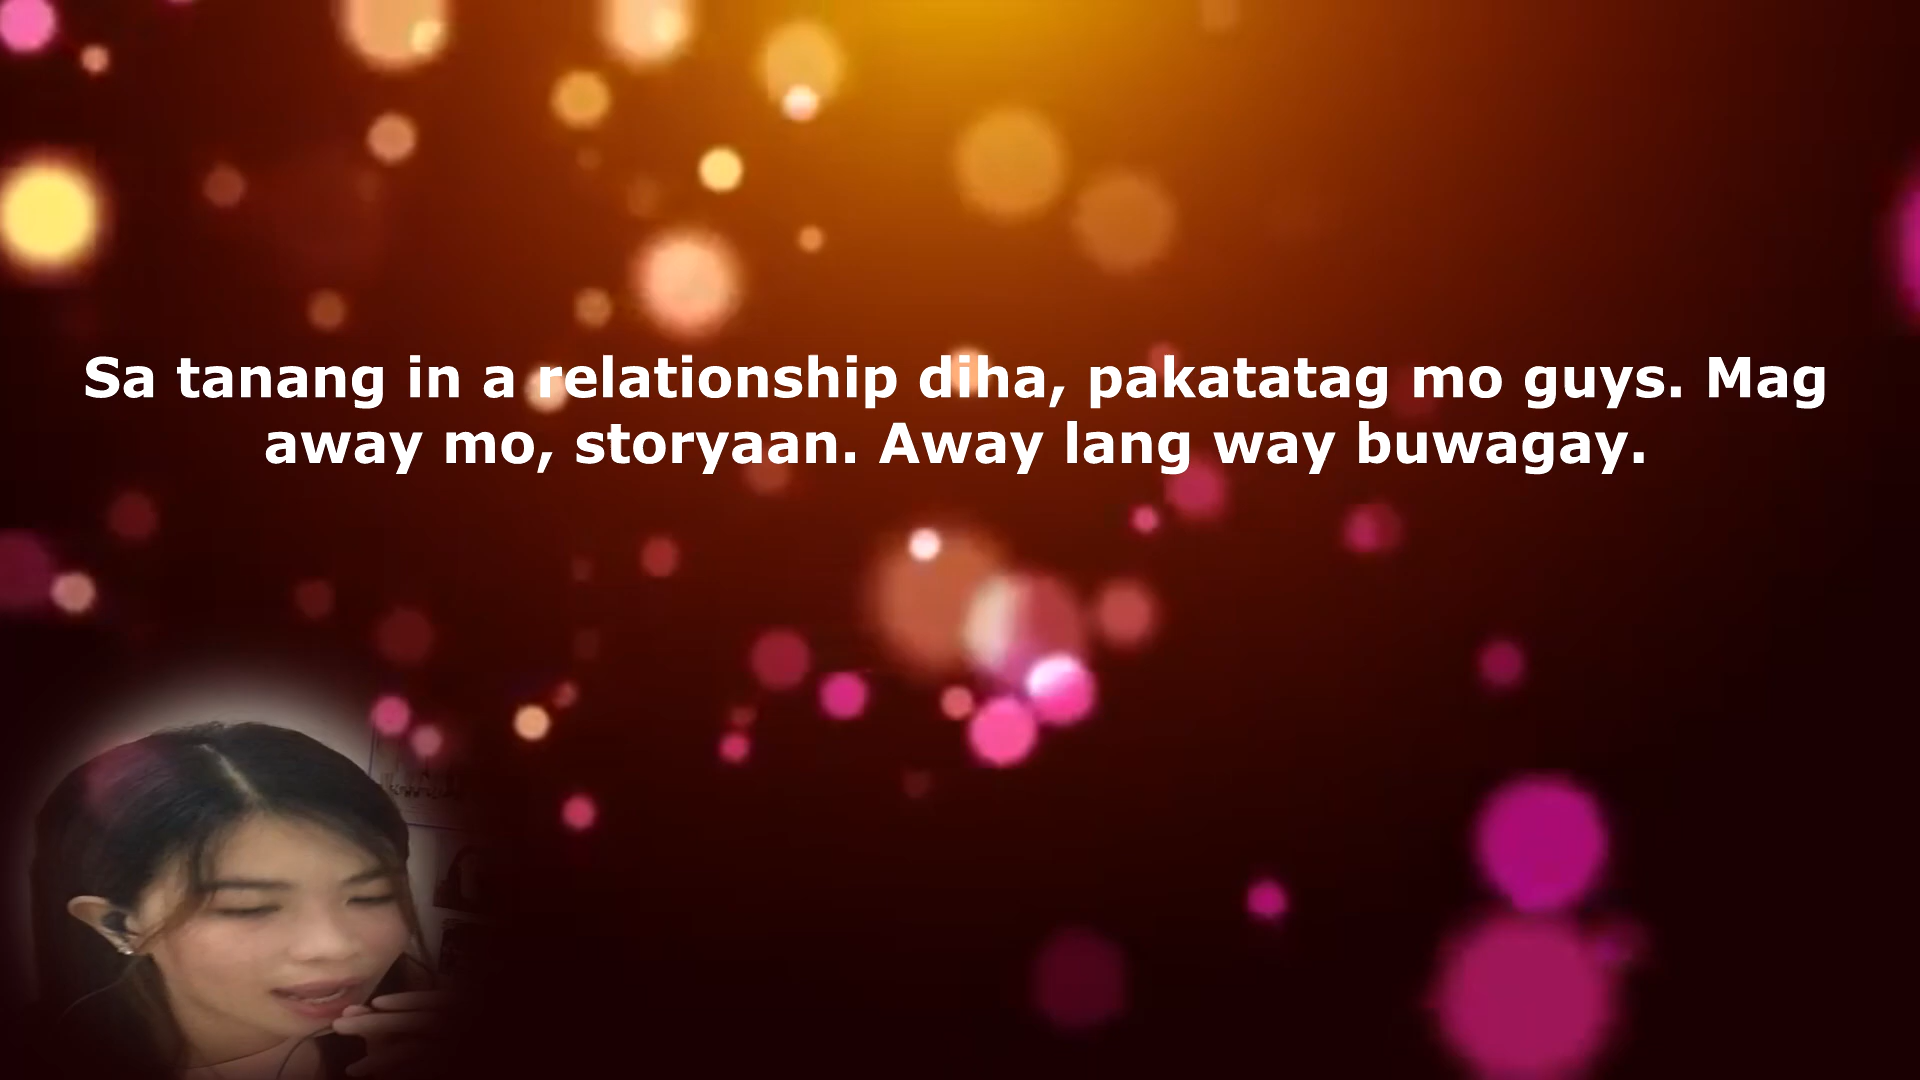 Sa tanang in a relationship diha, pakatatag mo guys. Mag
away mo, storyaan. Away lang way buwagay.